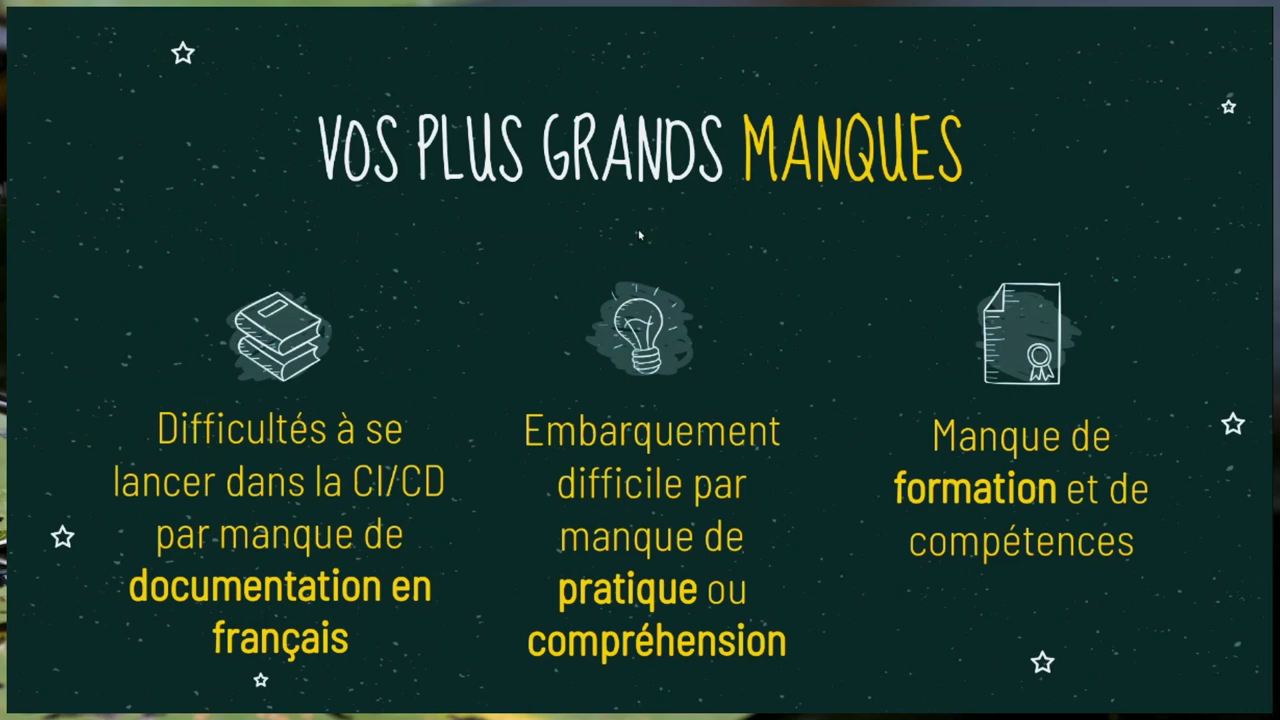 VOS PLUS GRANDS MANQUES
Difficultés à se
lancer dans la CI/CD
par manque de
documentation en
français
Embarquement
difficile par
manque de
pratique ou
compréhension
Manque de
formation et de
compétences